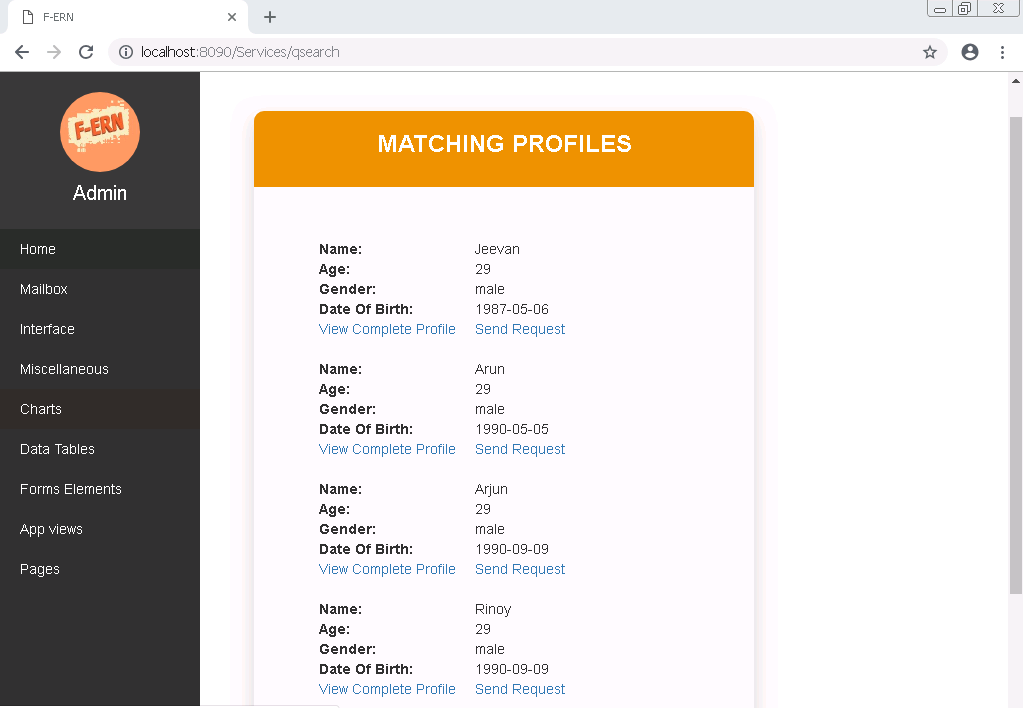 F-ERN
localhost:8090/Services/qsearch
F-ERN
Admin
Home
Mailbox
Interface
Miscellaneous
Charts
Data Tables
Forms Elements
App views
Pages
MATCHING PROFILES
Name: Jeevan
Age: 29
Gender: male
Date Of Birth: 1987-05-06
View Complete Profile Send Request
Name: Arun
Age: 29
Gender: male
Date Of Birth: 1990-05-05
View Complete Profile Send Request
Name: Arjun
Age: 29
Gender: male
Date Of Birth: 1990-09-09
View Complete Profile Send Request
Name: Rinoy
Age: 29
Gender: male
Date Of Birth: 1990-09-09
View Complete Profile Send Request